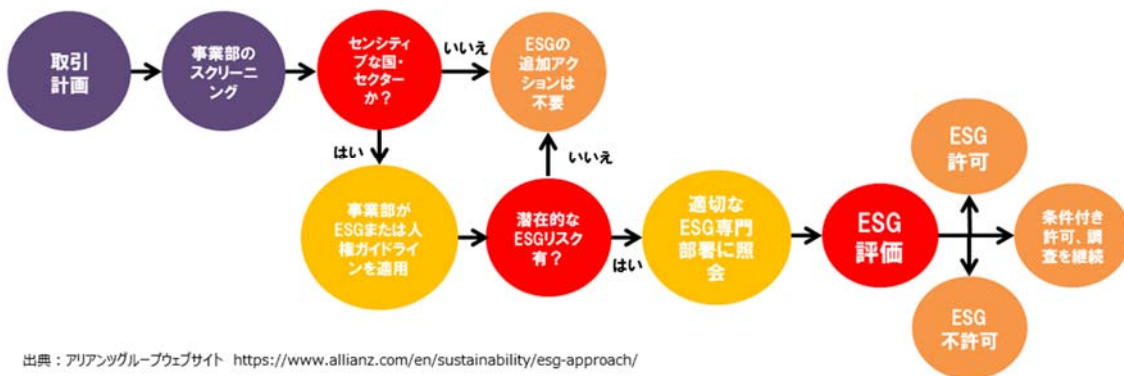 取引
計画
事業部の
スクリーニ
ング
センシティ
ブな国・
セクター
か？
いいえ
ESGの
追加アク
ションは
不要
はい
いいえ
事業部が
ESGまたは人
権ガイドライ
ンを適用
潜在的な
ESGリスク
有？
はい
適切な
ESG専門
部署に照
会
ESG
評価
ESG
許可
条件付き
許可、調
査を継続
ESG
不許可
出典：アリアンツグループウェブサイト https://www.allianz.com/en/sustainability/esg-approach/